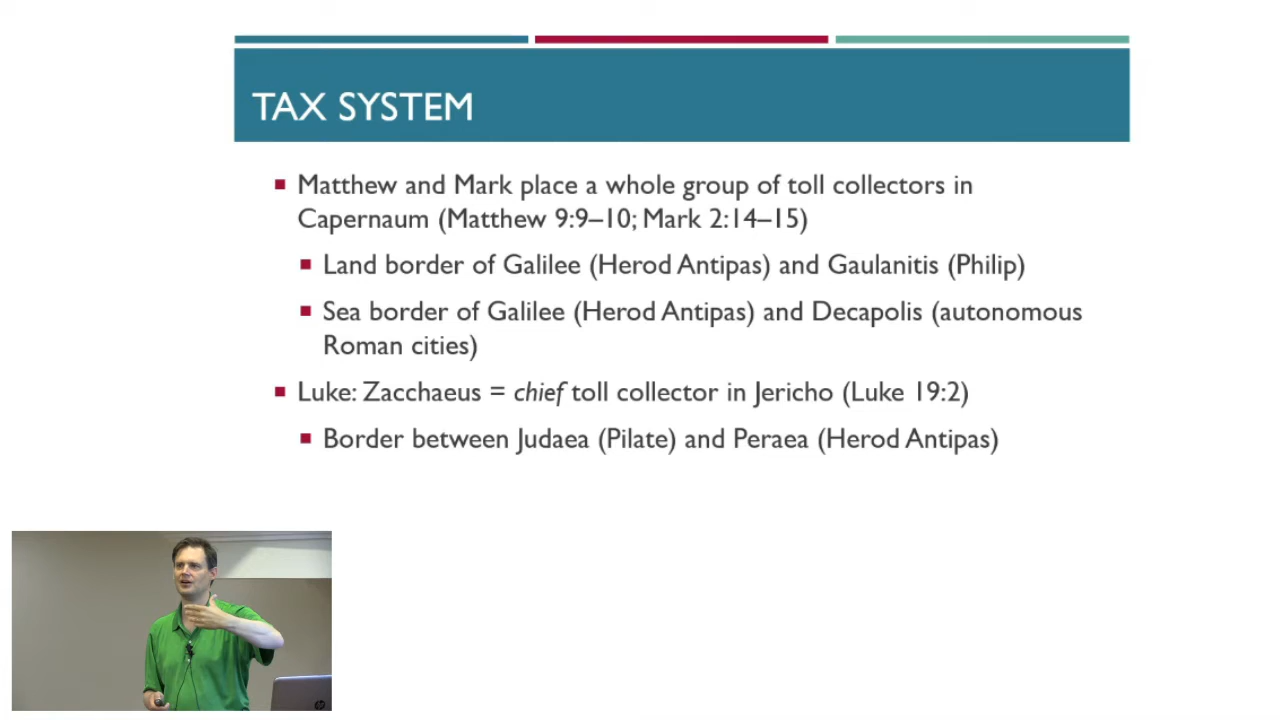 TAX SYSTEM
Matthew and Mark place a whole group of toll collectors in
Capernaum (Matthew 9:9–10; Mark 2:14–15)
Land border of Galilee (Herod Antipas) and Gaulanitis (Philip)
Sea border of Galilee (Herod Antipas) and Decapolis (autonomous
Roman cities)
Luke: Zacchaeus = chief toll collector in Jericho (Luke 19:2)
Border between Judaea (Pilate) and Peraea (Herod Antipas)